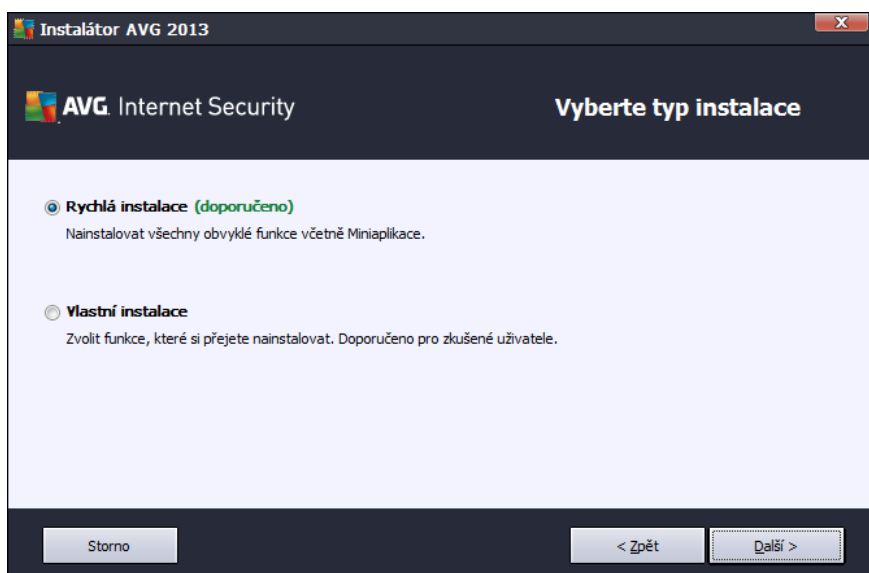 Instalátor AVG 2013
X
AVG. Internet Security
Vyberte typ instalace
Rychlá instalace (doporučeno)
Nainstalovat všechny obvyklé funkce včetně Miniaplikace.
Vlastní instalace
Zvolit funkce, které si přejete nainstalovat. Doporučeno pro zkušené uživatele.
Storno
< Zpět
Další >